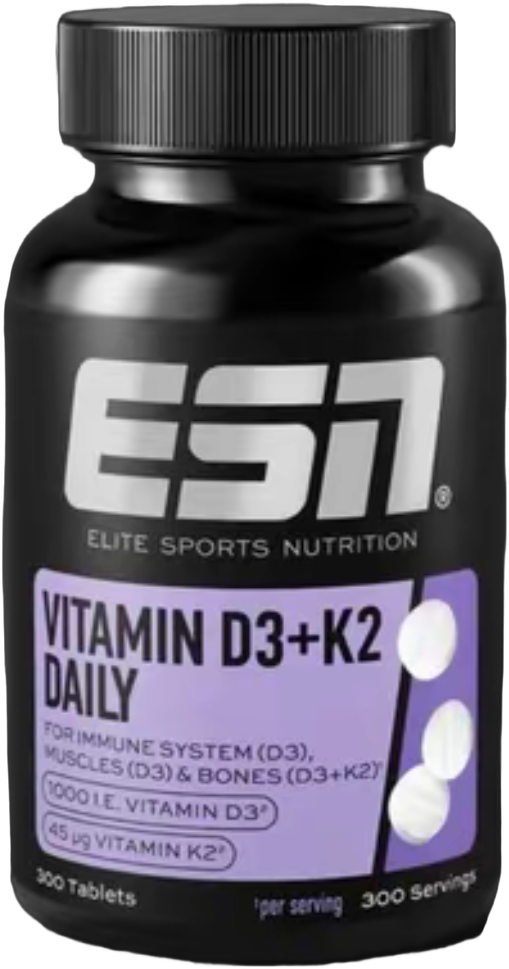 ESN®
ELITE SPORTS NUTRITION
VITAMIN D3+K2
DAILY
FOR IMMUNE SYSTEM (D3),
MUSCLES (D3) & BONES (D3+K2)¹
1000 I.E. VITAMIN D3²
45 µg VITAMIN K2²
300 Tablets
¹per serving
300 Servings